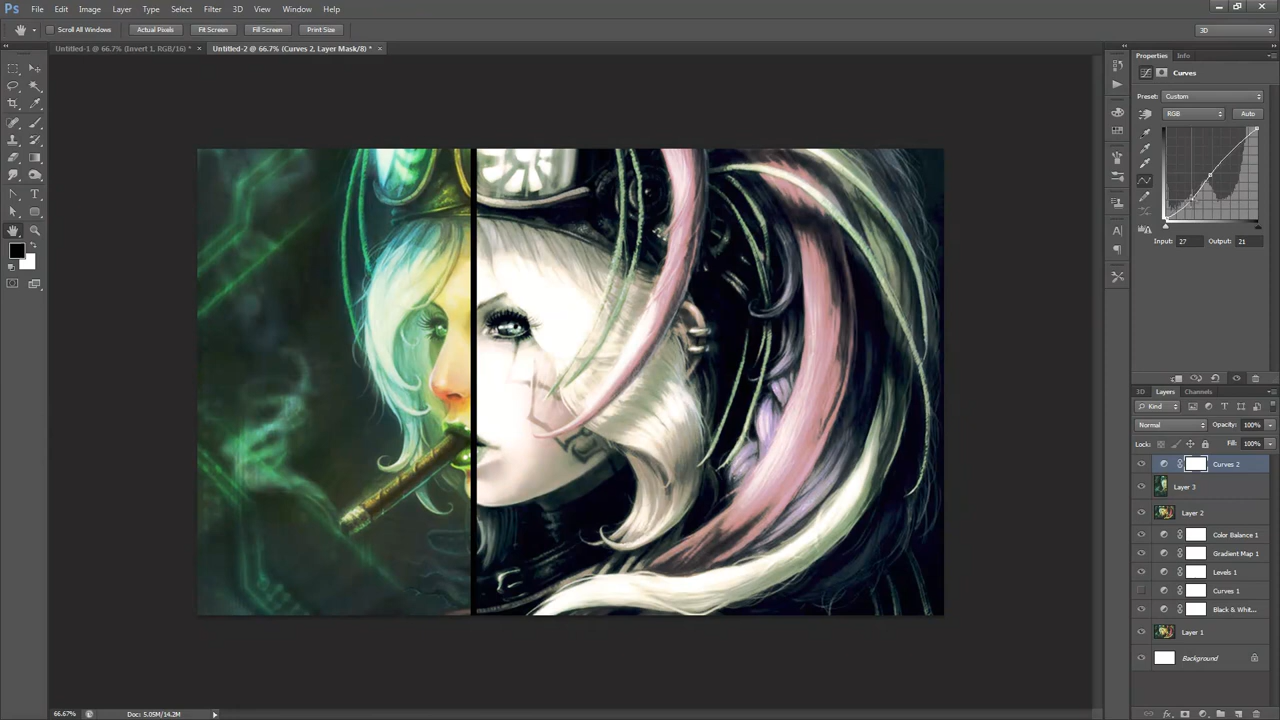 Ps File Edit Image Layer Type Select Filter 3D View Window Help
Scroll All Windows Actual Pixels Fit Screen Fill Screen Print Size 3D
Untitled-1 @ 66.7% (Invert 1, RGB/16) * × Untitled-2 @ 66.7% (Curves 2, Layer Mask/8) * ×
Properties Info
Curves
Preset: Custom
RGB Auto
Input: 27 Output: 21
3D Layers Channels
Kind
Normal Opacity: 100%
Lock: Fill: 100%
Curves 2
Layer 3
Layer 2
Color Balance 1
Gradient Map 1
Levels 1
Curves 1
Black & Whit...
Layer 1
Background
66.67% Doc: 5.05M/14.2M